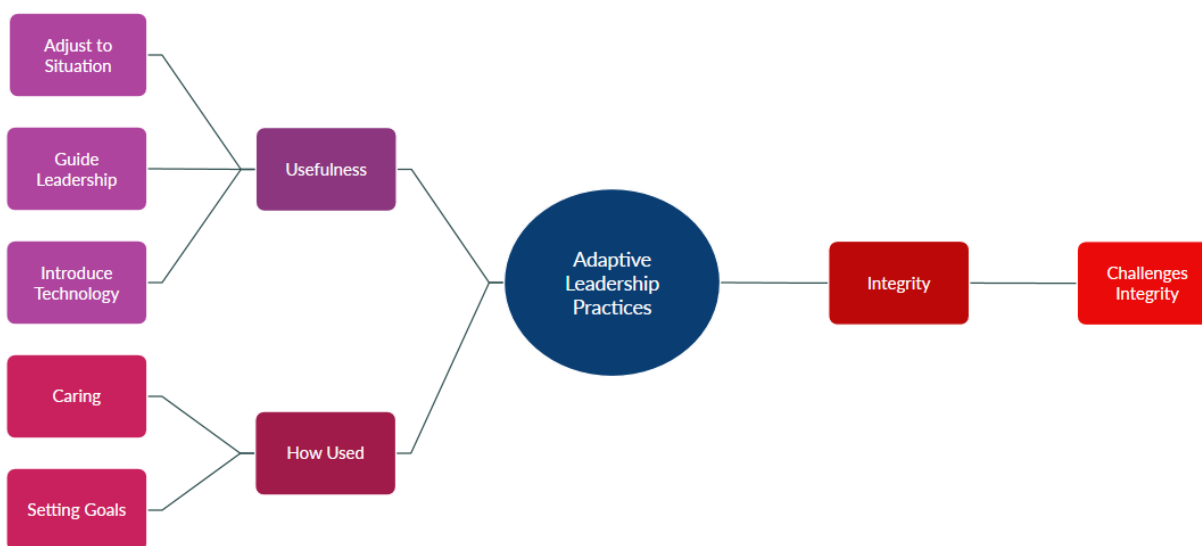 Adjust to
Situation
Guide
Leadership
Usefulness
Introduce
Technology
Adaptive
Leadership
Practices
Integrity
Challenges
Integrity
Caring
How Used
Setting Goals